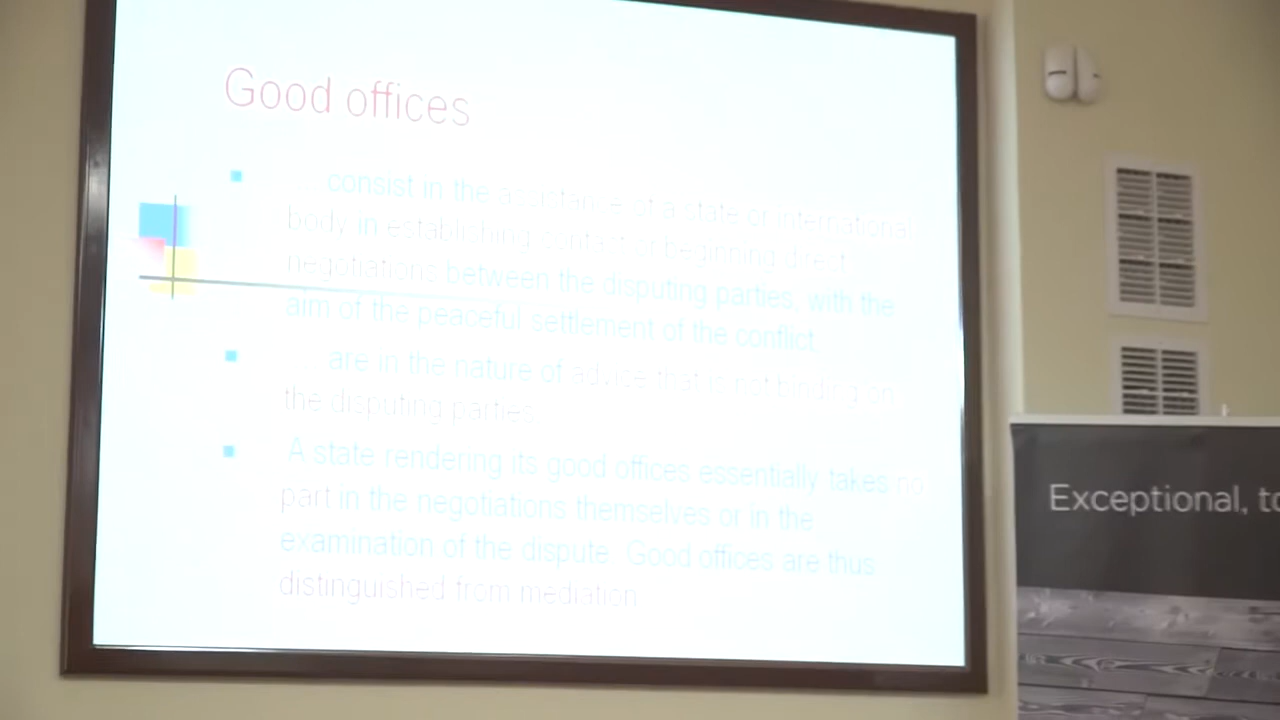 Good offices
consist in the assistance of a state or international
body in establishing contact or beginning direct
negotiations between the disputing parties, with the
aim of the peaceful settlement of the conflict
are in the nature of advice that is not binding on
the disputing parties
A state rendering its good offices essentially takes no
part in the negotiations themselves or in the
examination of the dispute. Good offices are thus
distinguished from mediation
Exceptional, to